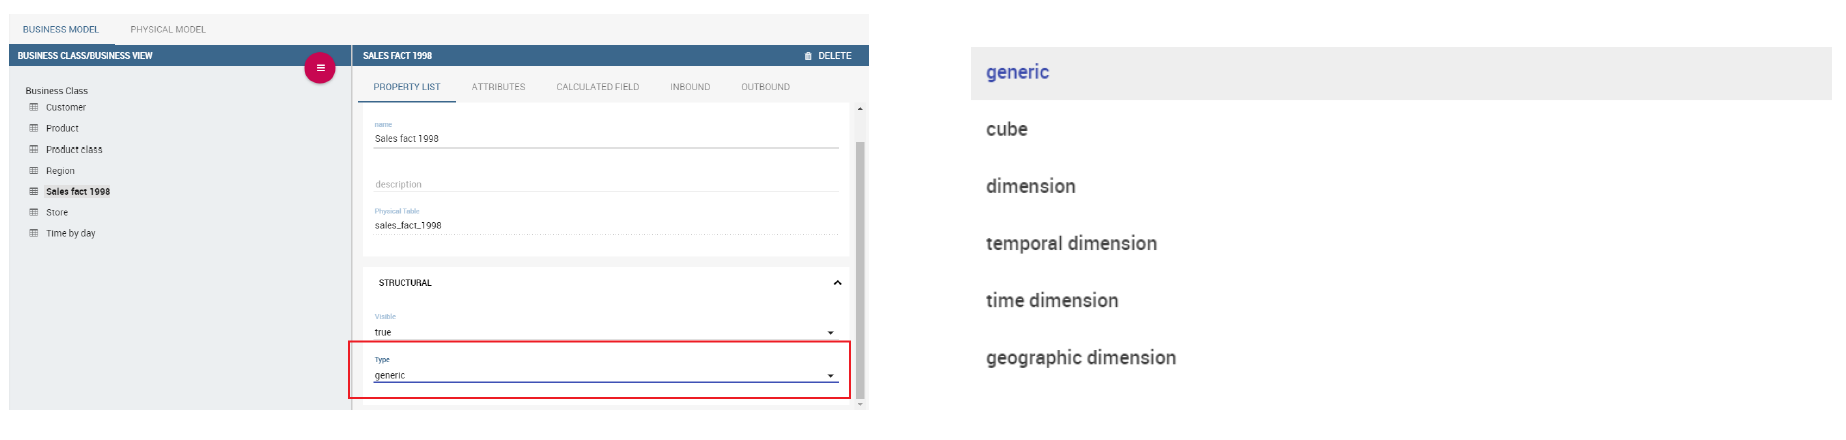 BUSINESS MODEL PHYSICAL MODEL
BUSINESS CLASS/BUSINESS VIEW
Business Class
Customer
Product
Product class
Region
Sales fact 1998
Store
Time by day
SALES FACT 1998 DELETE
PROPERTY LIST ATTRIBUTES CALCULATED FIELD INBOUND OUTBOUND
name
Sales fact 1998
description
Physical Table
sales_fact_1998
STRUCTURAL
Visible
true
Type
generic
generic
cube
dimension
temporal dimension
time dimension
geographic dimension